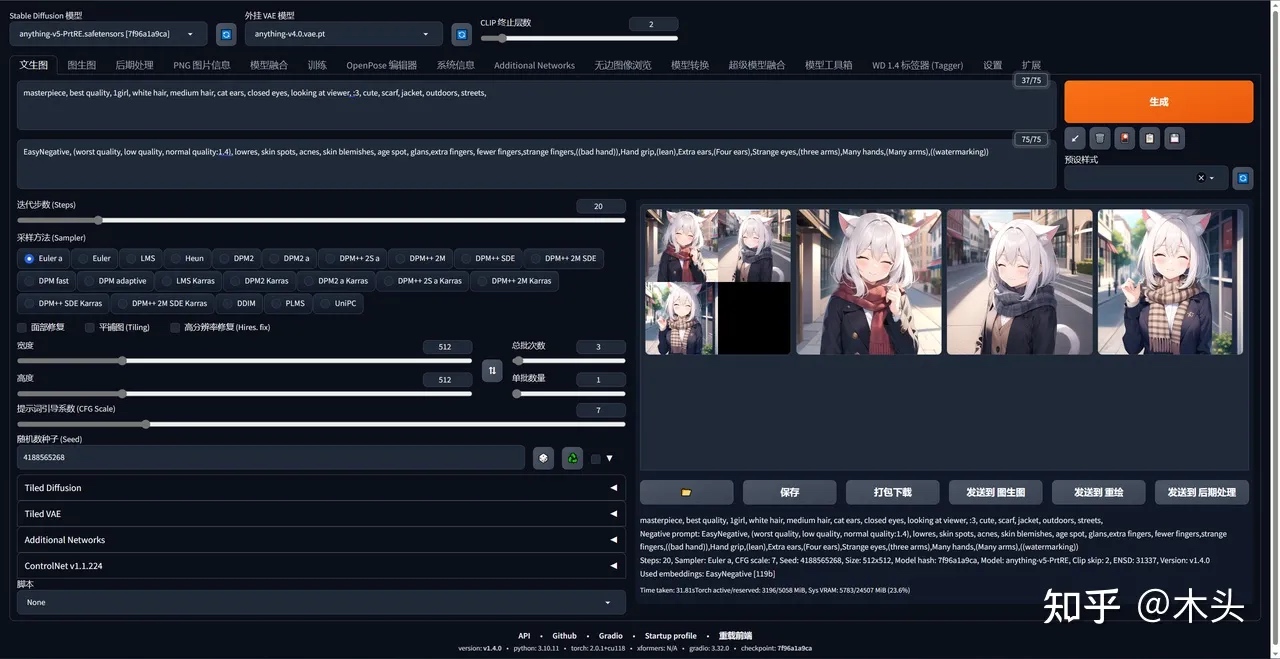 Stable Diffusion 模型
外挂 VAE 模型
CLIP 终止层数
2
anything-v5-PrtRE.safetensors [7f96a1a9ca]
anything-v4.0.vae.pt
文生图 图生图 后期处理 PNG 图片信息 模型融合 训练 OpenPose 编辑器 系统信息 Additional Networks 无边图像浏览 模型转换 超级模型融合 模型工具箱 WD 1.4 标签器 (Tagger) 设置 扩展
37/75
masterpiece, best quality, 1girl, white hair, medium hair, cat ears, closed eyes, looking at viewer, :3, cute, scarf, jacket, outdoors, streets,
生成
75/75
EasyNegative, (worst quality, low quality, normal quality:1.4), lowres, skin spots, acnes, skin blemishes, age spot, glans,extra fingers, fewer fingers,strange fingers,((bad hand)),Hand grip,(lean),Extra ears,(Four ears),Strange eyes,(three arms),Many hands,(Many arms),((watermarking))
预设样式
迭代步数 (Steps)
20
采样方法 (Sampler)
Euler a Euler LMS Heun DPM2 DPM2 a DPM++ 2S a DPM++ 2M DPM++ SDE DPM++ 2M SDE
DPM fast DPM adaptive LMS Karras DPM2 Karras DPM2 a Karras DPM++ 2S a Karras DPM++ 2M Karras
DPM++ SDE Karras DPM++ 2M SDE Karras DDIM PLMS UniPC
面部修复 平铺图 (Tiling) 高分辨率修复 (Hires. fix)
宽度
512
总批次数
3
高度
512
单批数量
1
提示词引导系数 (CFG Scale)
7
随机数种子 (Seed)
4188565268
Tiled Diffusion
Tiled VAE
Additional Networks
ControlNet v1.1.224
脚本
None
保存 打包下载 发送到 图生图 发送到 重绘 发送到 后期处理
masterpiece, best quality, 1girl, white hair, medium hair, cat ears, closed eyes, looking at viewer, :3, cute, scarf, jacket, outdoors, streets,
Negative prompt: EasyNegative, (worst quality, low quality, normal quality:1.4), lowres, skin spots, acnes, skin blemishes, age spot, glans,extra fingers, fewer fingers,strange
fingers,((bad hand)),Hand grip,(lean),Extra ears,(Four ears),Strange eyes,(three arms),Many hands,(Many arms),((watermarking))
Steps: 20, Sampler: Euler a, CFG scale: 7, Seed: 4188565268, Size: 512x512, Model hash: 7f96a1a9ca, Model: anything-v5-PrtRE, Clip skip: 2, ENSD: 31337, Version: v1.4.0
Used embeddings: EasyNegative [119b]
Time taken: 31.81sTorch active/reserved: 3196/5058 MiB, Sys VRAM: 5783/24507 MiB (23.6%)
知乎 @木头
API • Github • Gradio • Startup profile • 重载前端
version: v1.4.0 • python: 3.10.11 • torch: 2.0.1+cu118 • xformers: N/A • gradio: 3.32.0 • checkpoint: 7f96a1a9ca